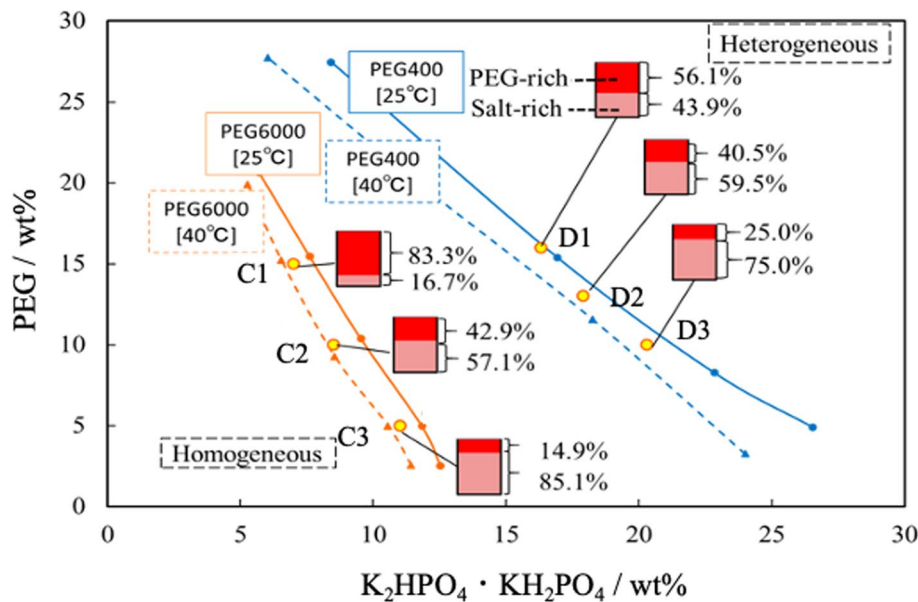 30
25
20
15
10
5
0
PEG / wt%
0
5
10
15
20
25
30
K₂HPO₄・KH₂PO₄ / wt%
Heterogeneous
PEG400
[25℃]
PEG-rich
Salt-rich
56.1%
43.9%
PEG6000
[25℃]
PEG400
[40℃]
40.5%
59.5%
PEG6000
[40℃]
D1
25.0%
75.0%
C1
83.3%
16.7%
D2
D3
C2
42.9%
57.1%
C3
Homogeneous
14.9%
85.1%